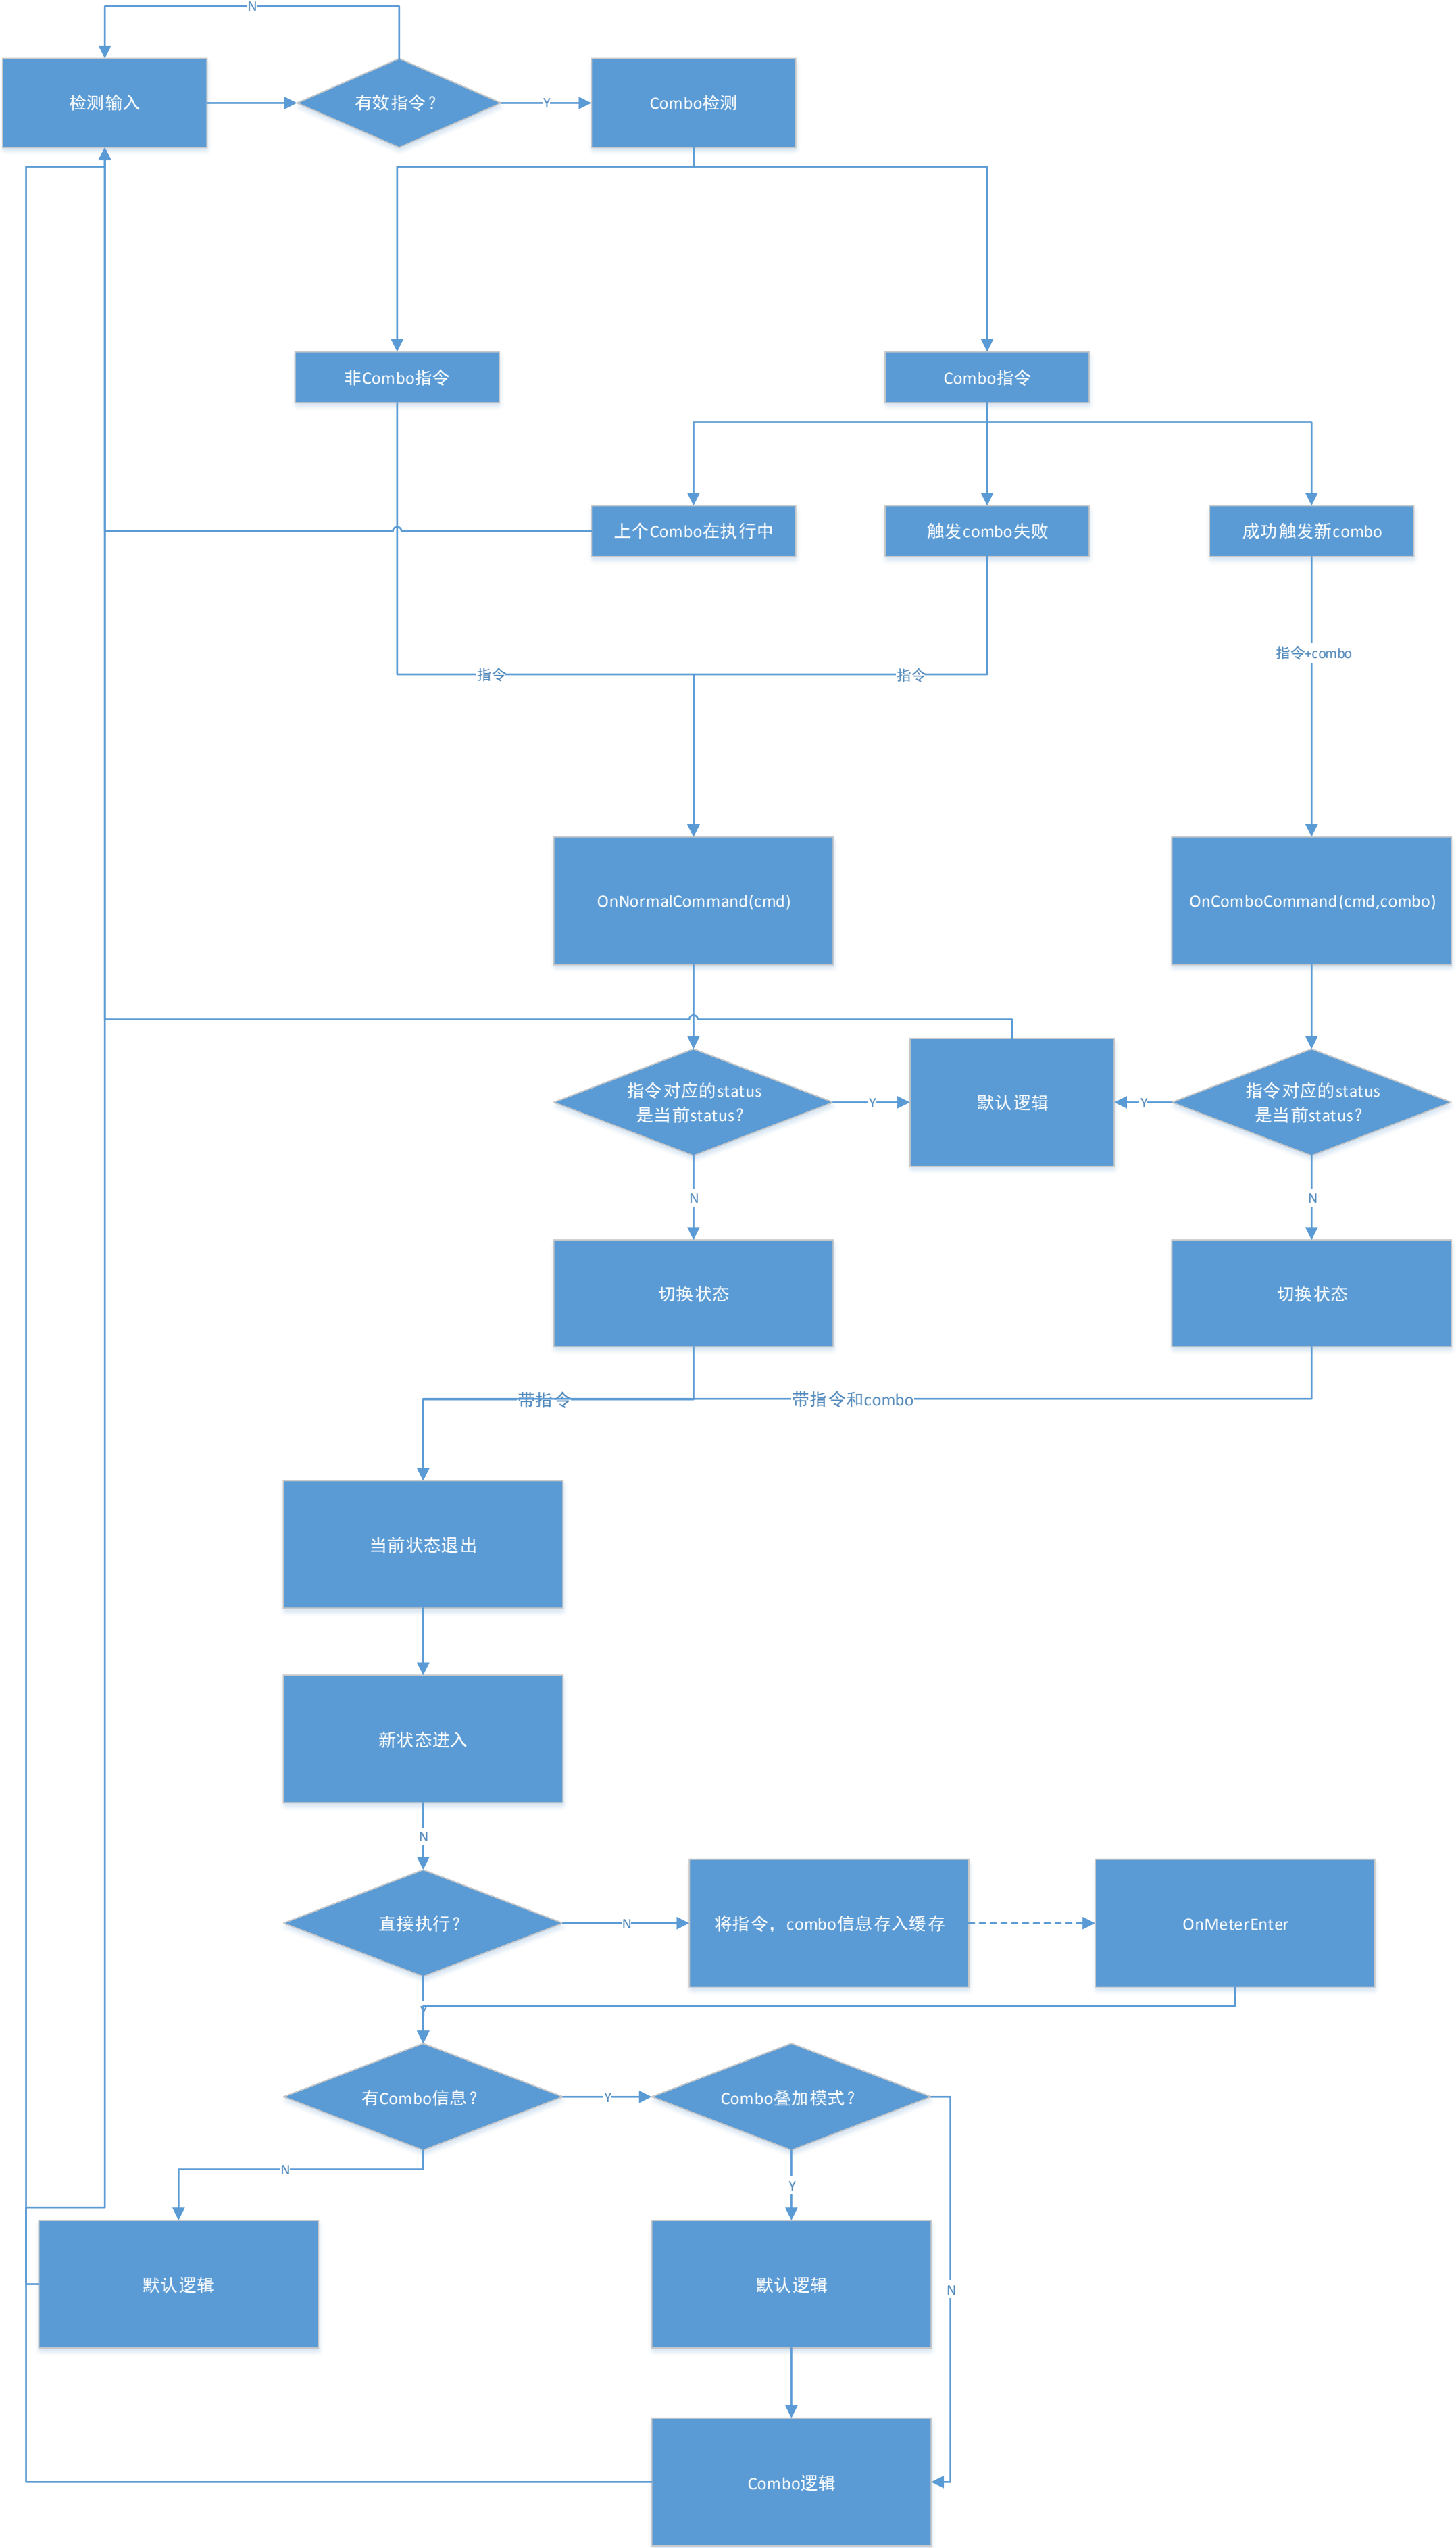 N
检测输入
有效指令？
Y
Combo检测
非Combo指令
Combo指令
上个Combo在执行中
触发combo失败
成功触发新combo
指令+combo
指令
指令
OnNormalCommand(cmd)
OnComboCommand(cmd,combo)
指令对应的status
是当前status？
Y
默认逻辑
Y
指令对应的status
是当前status？
N
N
切换状态
切换状态
带指令
带指令和combo
当前状态退出
新状态进入
N
直接执行？
N
将指令，combo信息存入缓存
OnMeterEnter
Y
有Combo信息？
Y
Combo叠加模式？
N
Y
默认逻辑
默认逻辑
N
Combo逻辑